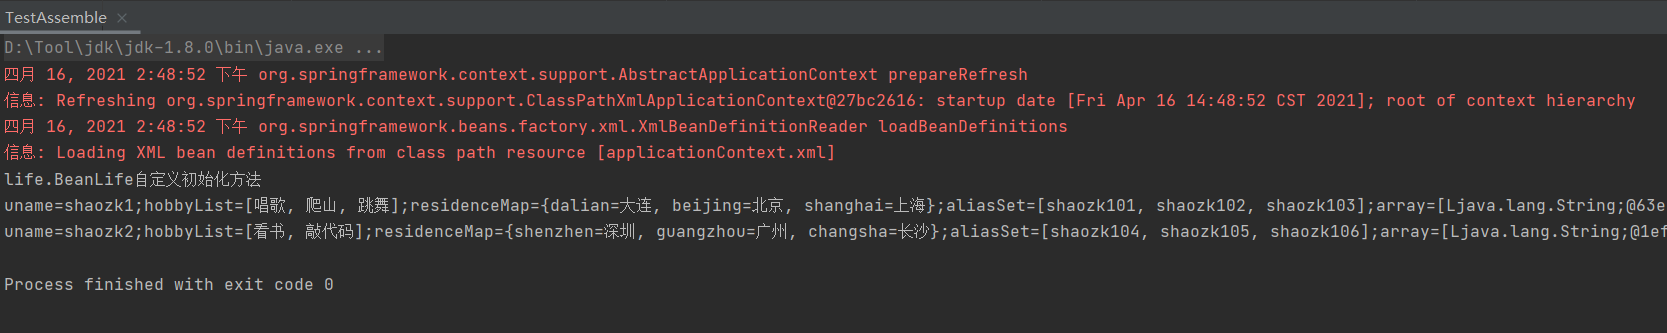 TestAssemble
D:\Tool\jdk\jdk-1.8.0\bin\java.exe ...
四月 16, 2021 2:48:52 下午 org.springframework.context.support.AbstractApplicationContext prepareRefresh
信息: Refreshing org.springframework.context.support.ClassPathXmlApplicationContext@27bc2616: startup date [Fri Apr 16 14:48:52 CST 2021]; root of context hierarchy
四月 16, 2021 2:48:52 下午 org.springframework.beans.factory.xml.XmlBeanDefinitionReader loadBeanDefinitions
信息: Loading XML bean definitions from class path resource [applicationContext.xml]
life.BeanLife自定义初始化方法
uname=shaozk1;hobbyList=[唱歌, 爬山, 跳舞];residenceMap={dalian=大连, beijing=北京, shanghai=上海};aliasSet=[shaozk101, shaozk102, shaozk103];array=[Ljava.lang.String;@63e
uname=shaozk2;hobbyList=[看书, 敲代码];residenceMap={shenzhen=深圳, guangzhou=广州, changsha=长沙};aliasSet=[shaozk104, shaozk105, shaozk106];array=[Ljava.lang.String;@1ef
Process finished with exit code 0